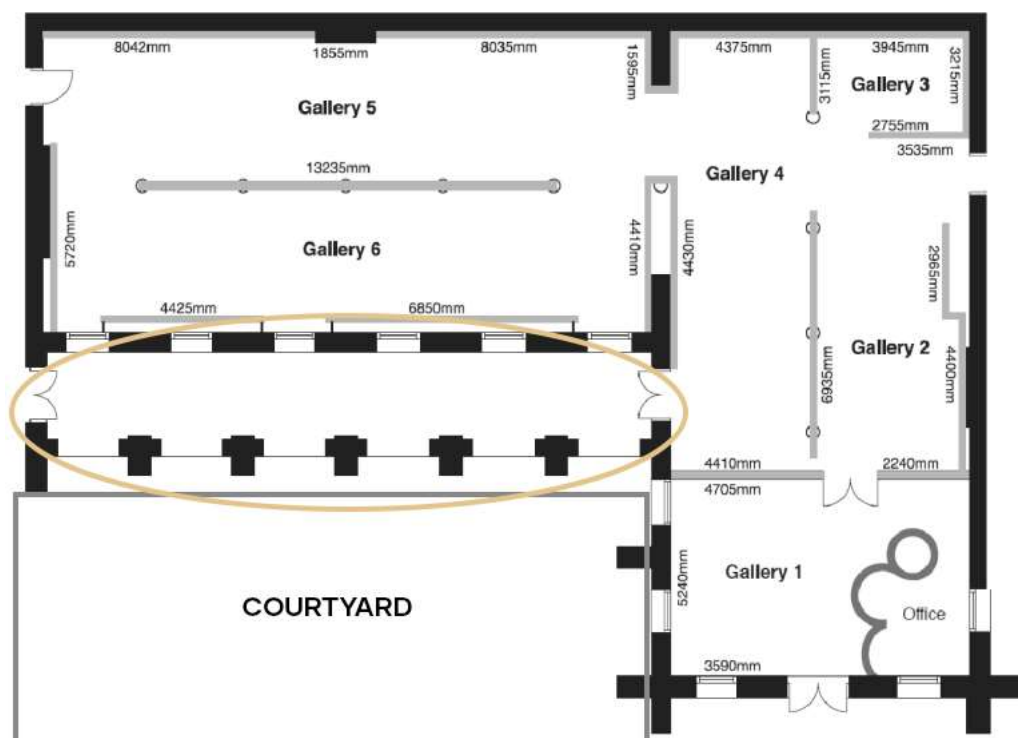 8042mm
1855mm
8035mm
1595mm
4375mm
3115mm
3945mm
3215mm
Gallery 3
Gallery 5
2755mm
3535mm
13235mm
Gallery 4
5720mm
Gallery 6
4410mm
4430mm
2965mm
4425mm
6850mm
Gallery 2
6935mm
4400mm
4410mm
2240mm
4705mm
Gallery 1
5240mm
COURTYARD
Office
3590mm